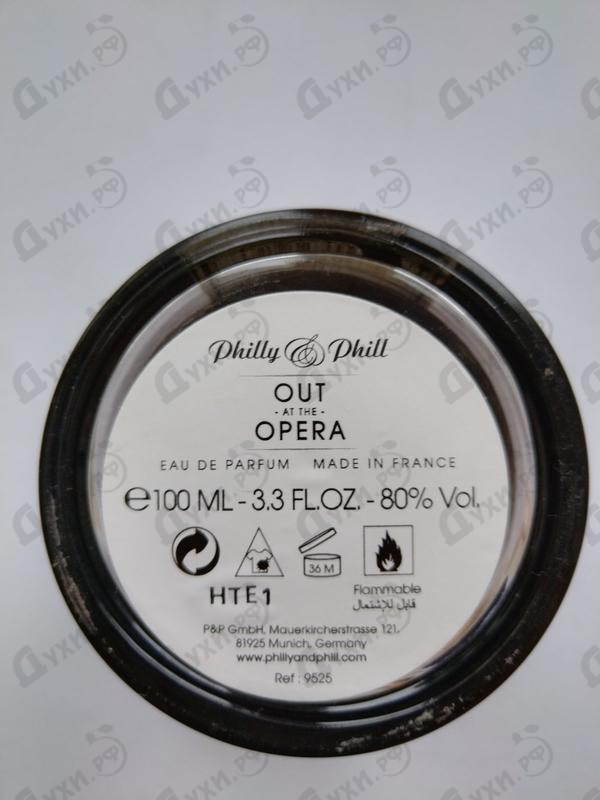 Philly & Phill
OUT
- AT THE -
OPERA
EAU DE PARFUM MADE IN FRANCE
℮100 ML - 3.3 FL.OZ. - 80% Vol.
36 M
HTE1
Flammable
قابل للإشتعال
P&P GmbH, Mauerkircherstrasse 121,
81925 Munich, Germany
www.phillyandphill.com
Ref : 9525
Духи.рф